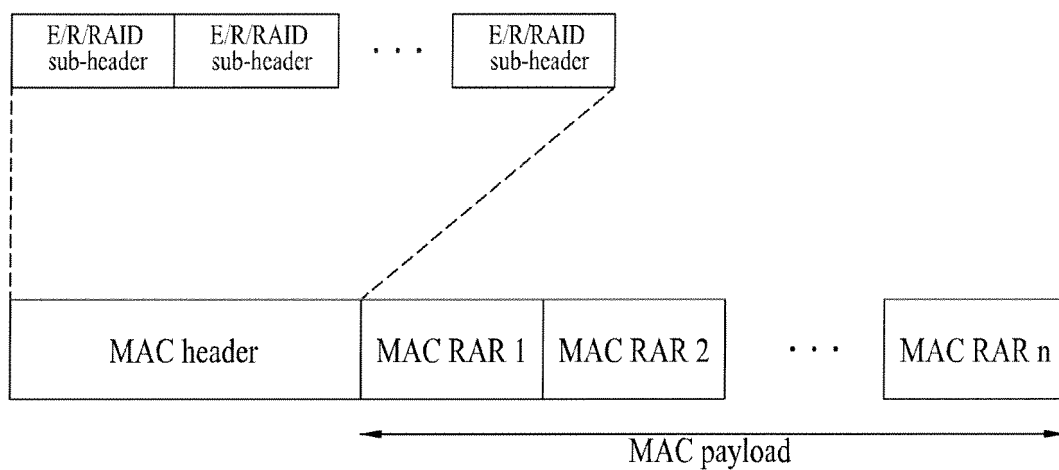 E/R/RAID
sub-header
E/R/RAID
sub-header
. . .
E/R/RAID
sub-header
MAC header
MAC RAR 1
MAC RAR 2
. . .
MAC RAR n
MAC payload